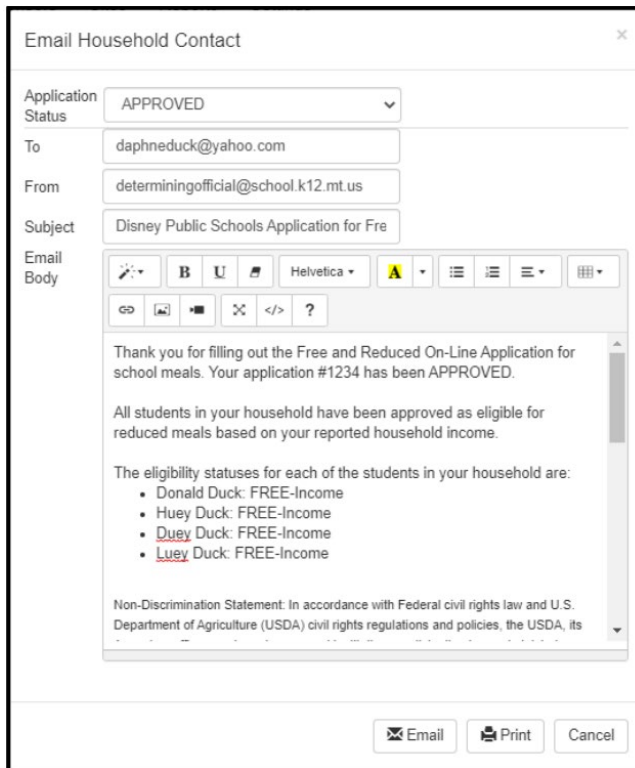 Email Household Contact
×
Application
Status
APPROVED
To
daphneduck@yahoo.com
From
determiningofficial@school.k12.mt.us
Subject
Disney Public Schools Application for Fre
Email
Body
B U Helvetica A
</> ?
Thank you for filling out the Free and Reduced On-Line Application for
school meals. Your application #1234 has been APPROVED.
All students in your household have been approved as eligible for
reduced meals based on your reported household income.
The eligibility statuses for each of the students in your household are:
• Donald Duck: FREE-Income
• Huey Duck: FREE-Income
• Duey Duck: FREE-Income
• Luey Duck: FREE-Income
Non-Discrimination Statement: In accordance with Federal civil rights law and U.S.
Department of Agriculture (USDA) civil rights regulations and policies, the USDA, its
Email Print Cancel